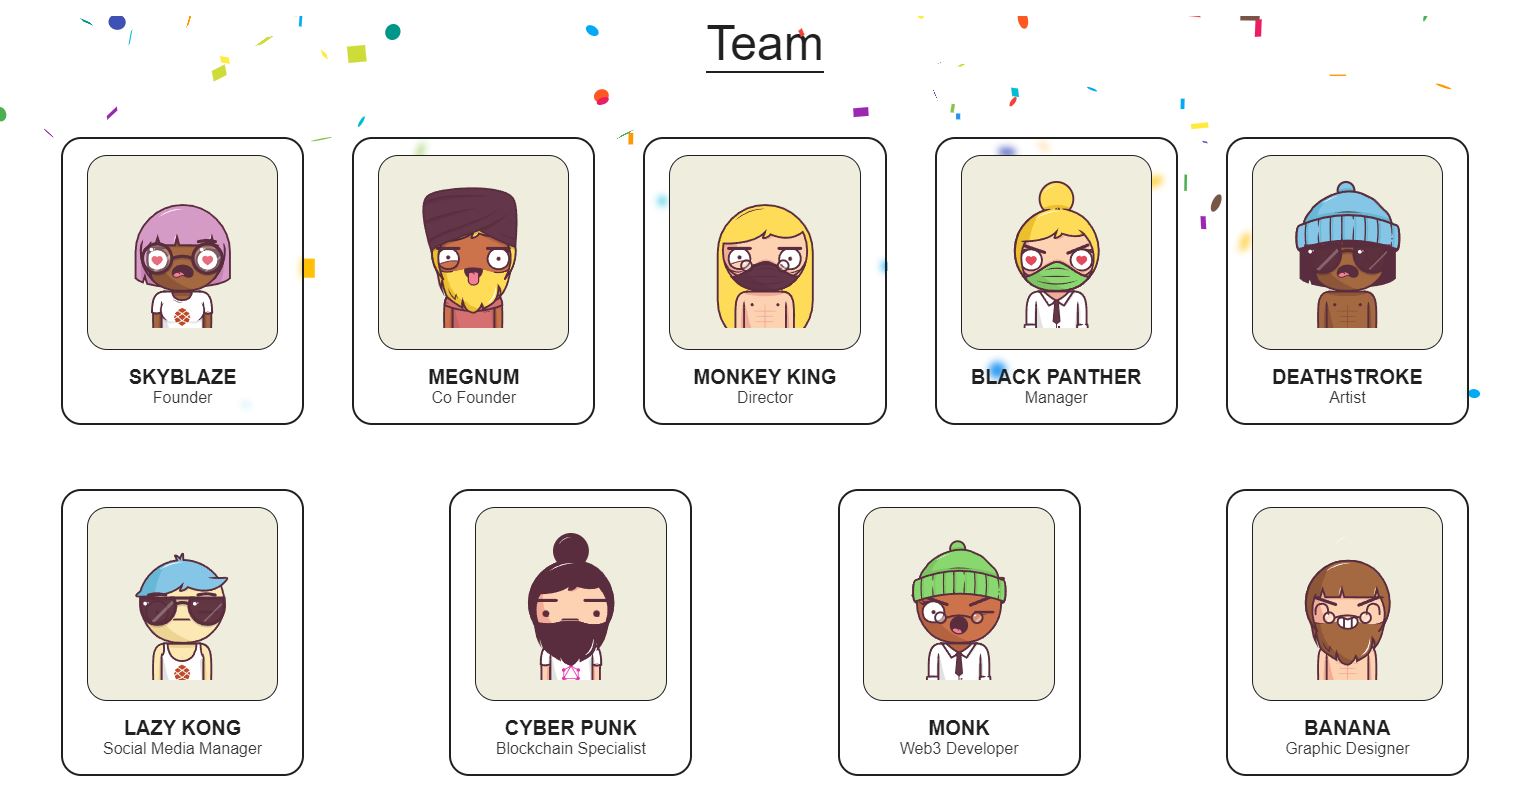 Team
SKYBLAZE
Founder
MEGNUM
Co Founder
MONKEY KING
Director
BLACK PANTHER
Manager
DEATHSTROKE
Artist
LAZY KONG
Social Media Manager
CYBER PUNK
Blockchain Specialist
MONK
Web3 Developer
BANANA
Graphic Designer